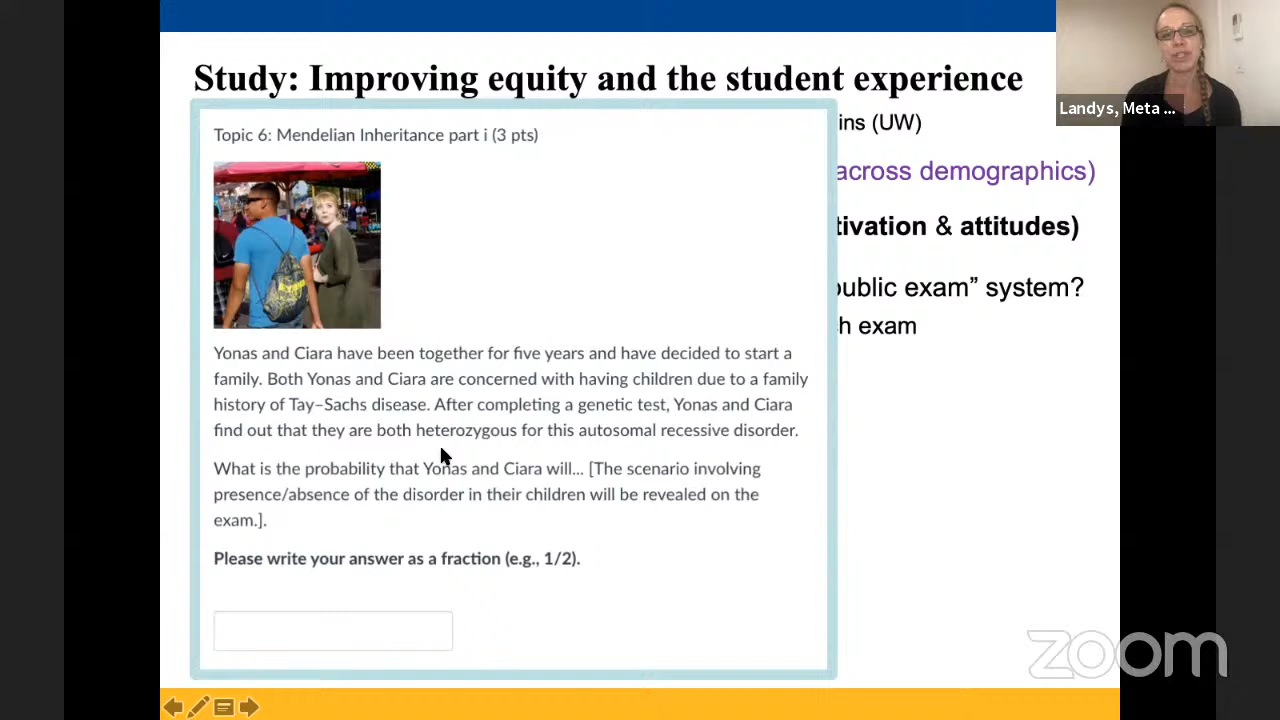 Study: Improving equity and the student experience
Landys, Meta ...
ins (UW)
across demographics)
tivation & attitudes)
public exam” system?
h exam
Topic 6: Mendelian Inheritance part i (3 pts)
Yonas and Ciara have been together for five years and have decided to start a
family. Both Yonas and Ciara are concerned with having children due to a family
history of Tay–Sachs disease. After completing a genetic test, Yonas and Ciara
find out that they are both heterozygous for this autosomal recessive disorder.
What is the probability that Yonas and Ciara will... [The scenario involving
presence/absence of the disorder in their children will be revealed on the
exam.].
Please write your answer as a fraction (e.g., 1/2).
zoom